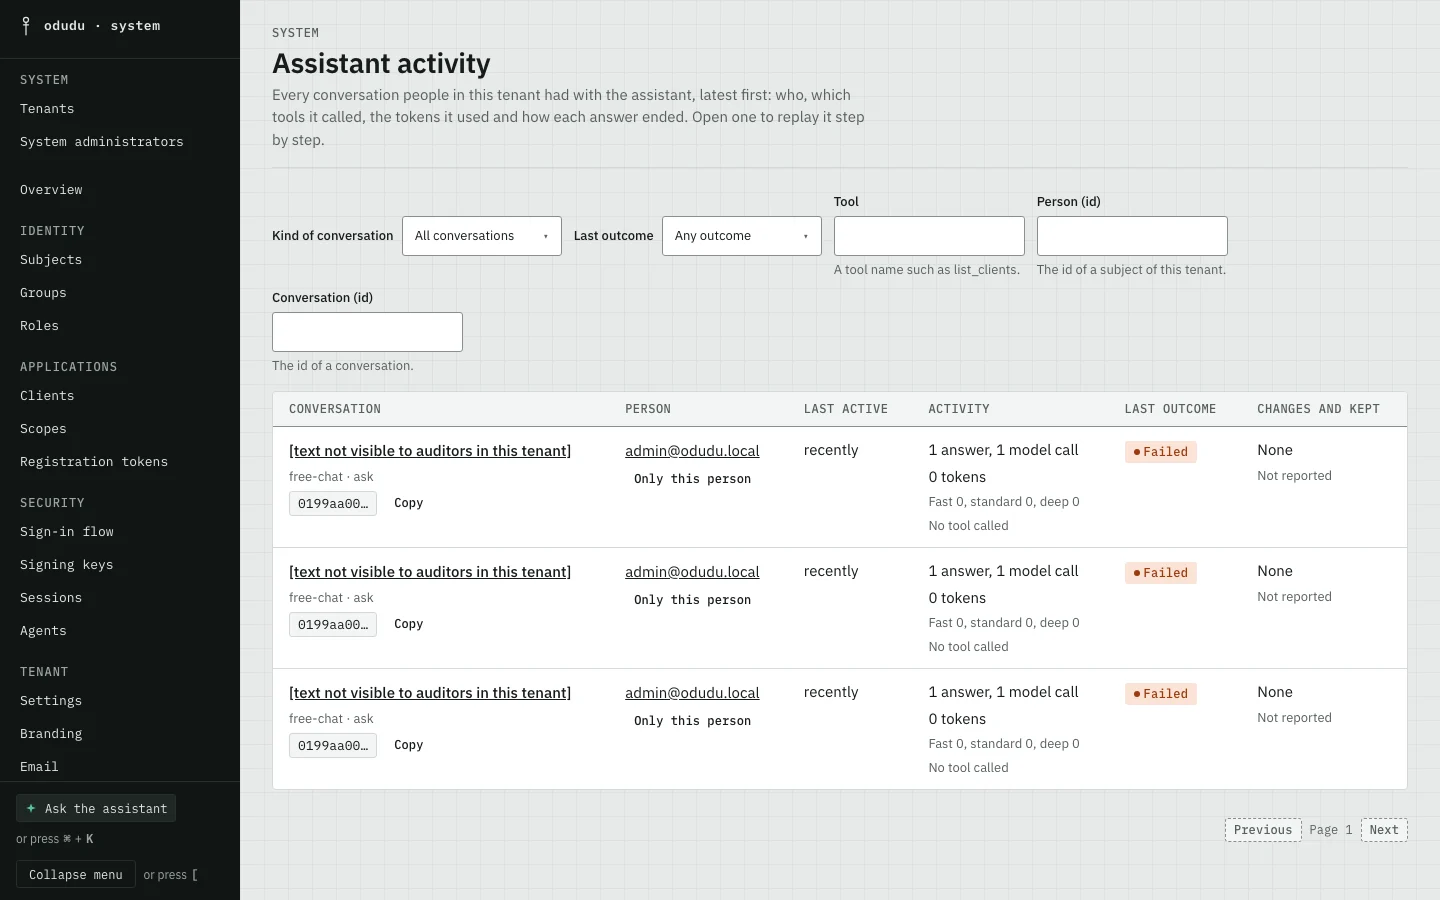 odudu · system
SYSTEM
Tenants
System administrators
Overview
IDENTITY
Subjects
Groups
Roles
APPLICATIONS
Clients
Scopes
Registration tokens
SECURITY
Sign-in flow
Signing keys
Sessions
Agents
TENANT
Settings
Branding
Email
Ask the assistant
or press ⌘ + K
Collapse menu or press [
SYSTEM
Assistant activity
Every conversation people in this tenant had with the assistant, latest first: who, which
tools it called, the tokens it used and how each answer ended. Open one to replay it step
by step.
Kind of conversation All conversations Last outcome Any outcome
Tool
A tool name such as list_clients.
Person (id)
The id of a subject of this tenant.
Conversation (id)
The id of a conversation.
CONVERSATION PERSON LAST ACTIVE ACTIVITY LAST OUTCOME CHANGES AND KEPT
[text not visible to auditors in this tenant] admin@odudu.local recently 1 answer, 1 model call Failed None
free-chat · ask Only this person 0 tokens Not reported
0199aa00… Copy Fast 0, standard 0, deep 0
No tool called
[text not visible to auditors in this tenant] admin@odudu.local recently 1 answer, 1 model call Failed None
free-chat · ask Only this person 0 tokens Not reported
0199aa00… Copy Fast 0, standard 0, deep 0
No tool called
[text not visible to auditors in this tenant] admin@odudu.local recently 1 answer, 1 model call Failed None
free-chat · ask Only this person 0 tokens Not reported
0199aa00… Copy Fast 0, standard 0, deep 0
No tool called
Previous Page 1 Next